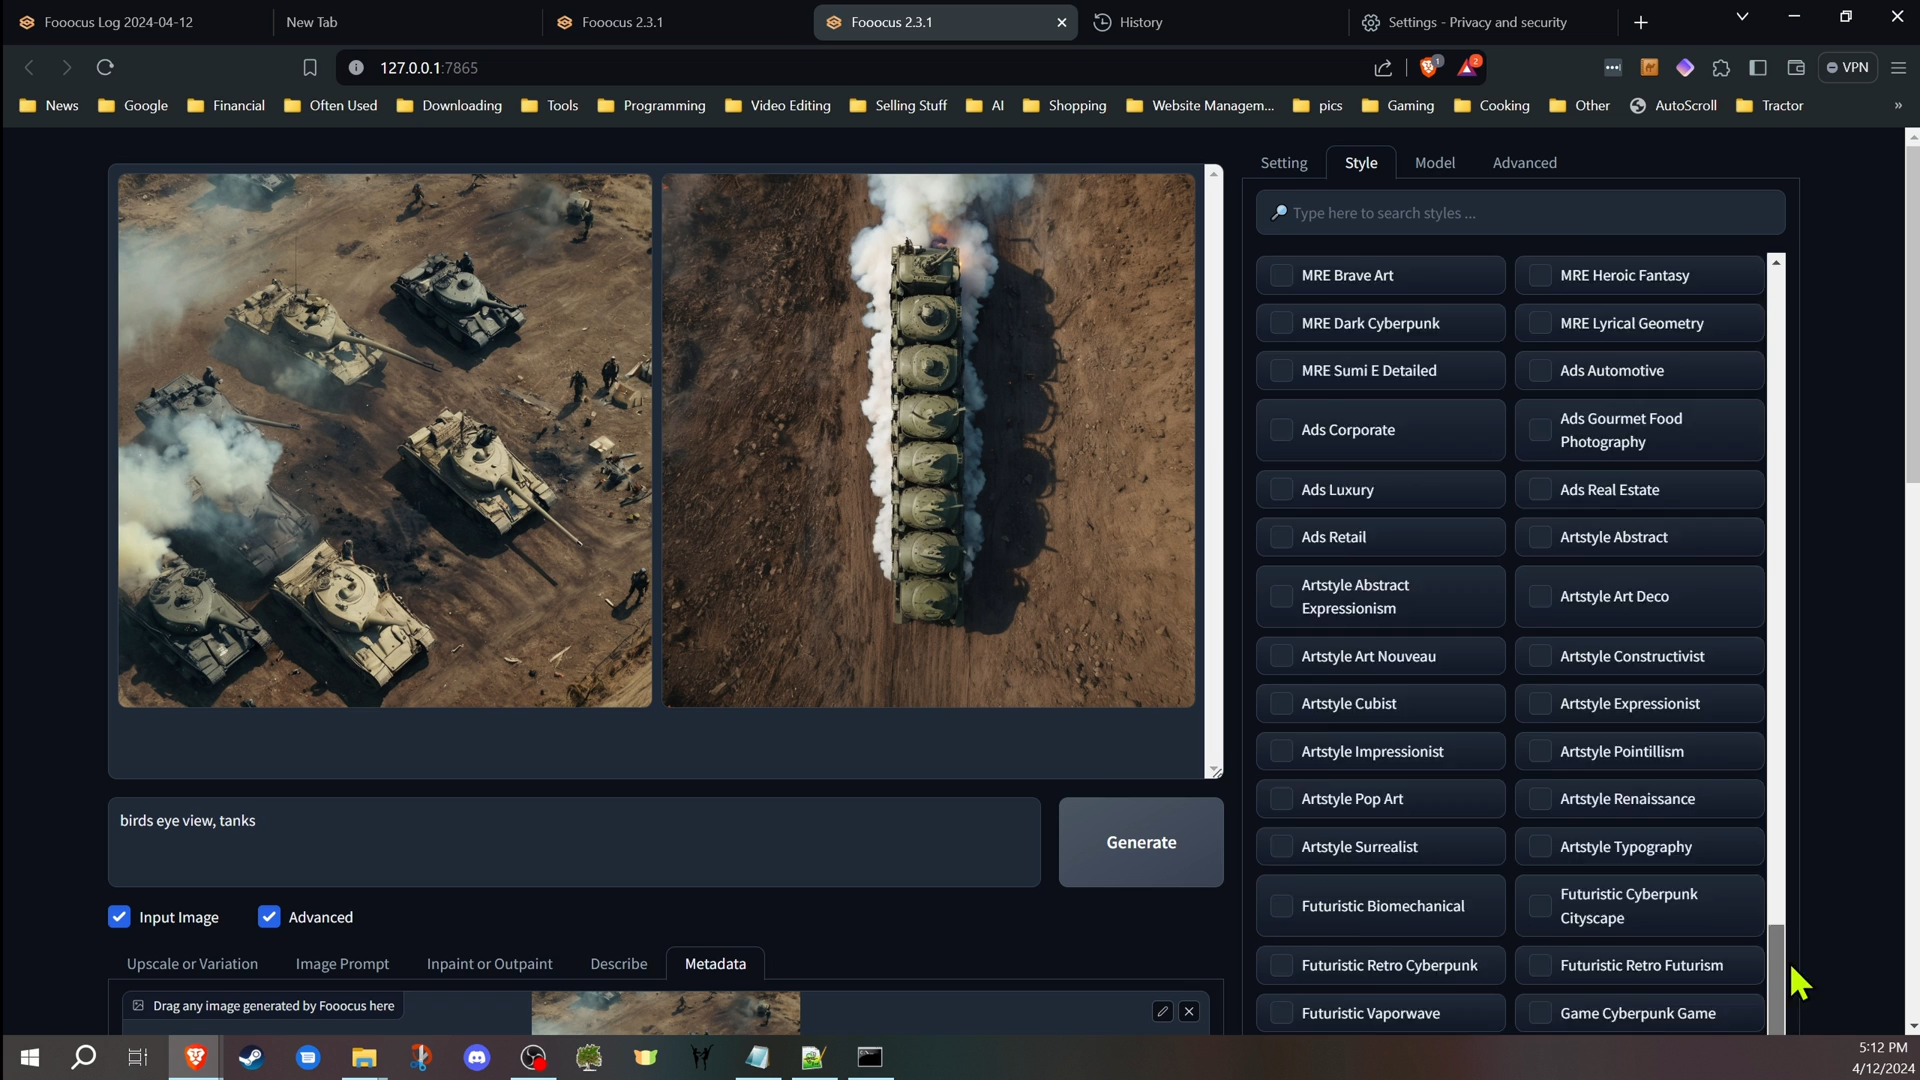 Fooocus Log 2024-04-12
New Tab
Fooocus 2.3.1
Fooocus 2.3.1
History
Settings - Privacy and security
127.0.0.1:7865
1
2
VPN
News
Google
Financial
Often Used
Downloading
Tools
Programming
Video Editing
Selling Stuff
AI
Shopping
Website Managem...
pics
Gaming
Cooking
Other
AutoScroll
Tractor
»
Setting
Style
Model
Advanced
Type here to search styles ...
MRE Brave Art
MRE Heroic Fantasy
MRE Dark Cyberpunk
MRE Lyrical Geometry
MRE Sumi E Detailed
Ads Automotive
Ads Corporate
Ads Gourmet Food
Photography
Ads Luxury
Ads Real Estate
Ads Retail
Artstyle Abstract
Artstyle Abstract
Expressionism
Artstyle Art Deco
Artstyle Art Nouveau
Artstyle Constructivist
Artstyle Cubist
Artstyle Expressionist
Artstyle Impressionist
Artstyle Pointillism
Artstyle Pop Art
Artstyle Renaissance
Artstyle Surrealist
Artstyle Typography
Futuristic Biomechanical
Futuristic Cyberpunk
Cityscape
Futuristic Retro Cyberpunk
Futuristic Retro Futurism
Futuristic Vaporwave
Game Cyberpunk Game
birds eye view, tanks
Generate
Input Image
Advanced
Upscale or Variation
Image Prompt
Inpaint or Outpaint
Describe
Metadata
Drag any image generated by Fooocus here
5:12 PM
4/12/2024